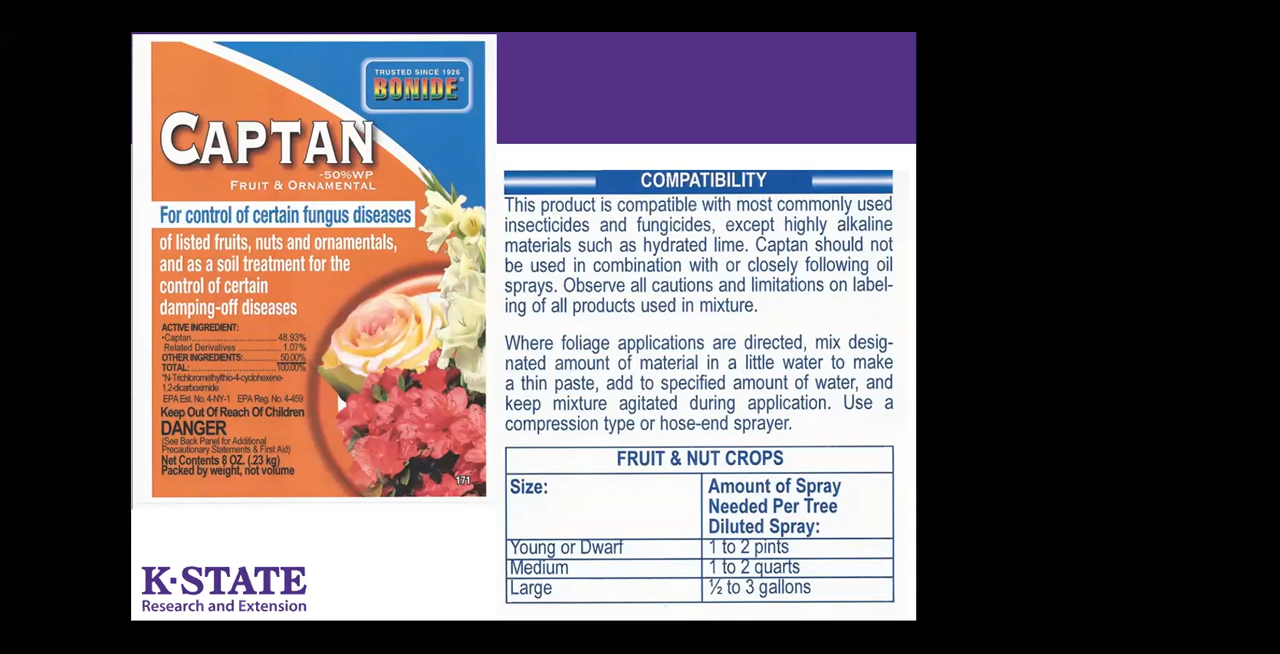 TRUSTED SINCE 1926
BONIDE®
CAPTAN
-50%WP
FRUIT & ORNAMENTAL
For control of certain fungus diseases
of listed fruits, nuts and ornamentals,
and as a soil treatment for the
control of certain
damping-off diseases
ACTIVE INGREDIENT:
*Captan.......................................... 48.93%
Related Derivatives ........................ 1.07%
OTHER INGREDIENTS:..................... 50.00%
TOTAL: ........................................... 100.00%
*N-Trichloromethylthio-4-cyclohexene-
1,2-dicarboximide
EPA Est. No. 4-NY-1 EPA Reg. No. 4-459
Keep Out Of Reach Of Children
DANGER
(See Back Panel for Additional
Precautionary Statements & First Aid)
Net Contents 8 OZ. (.23 kg)
Packed by weight, not volume
171
K-STATE
Research and Extension
COMPATIBILITY
This product is compatible with most commonly used
insecticides and fungicides, except highly alkaline
materials such as hydrated lime. Captan should not
be used in combination with or closely following oil
sprays. Observe all cautions and limitations on label-
ing of all products used in mixture.
Where foliage applications are directed, mix desig-
nated amount of material in a little water to make
a thin paste, add to specified amount of water, and
keep mixture agitated during application. Use a
compression type or hose-end sprayer.
FRUIT & NUT CROPS
Size: Amount of Spray
Needed Per Tree
Diluted Spray:
Young or Dwarf 1 to 2 pints
Medium 1 to 2 quarts
Large ½ to 3 gallons